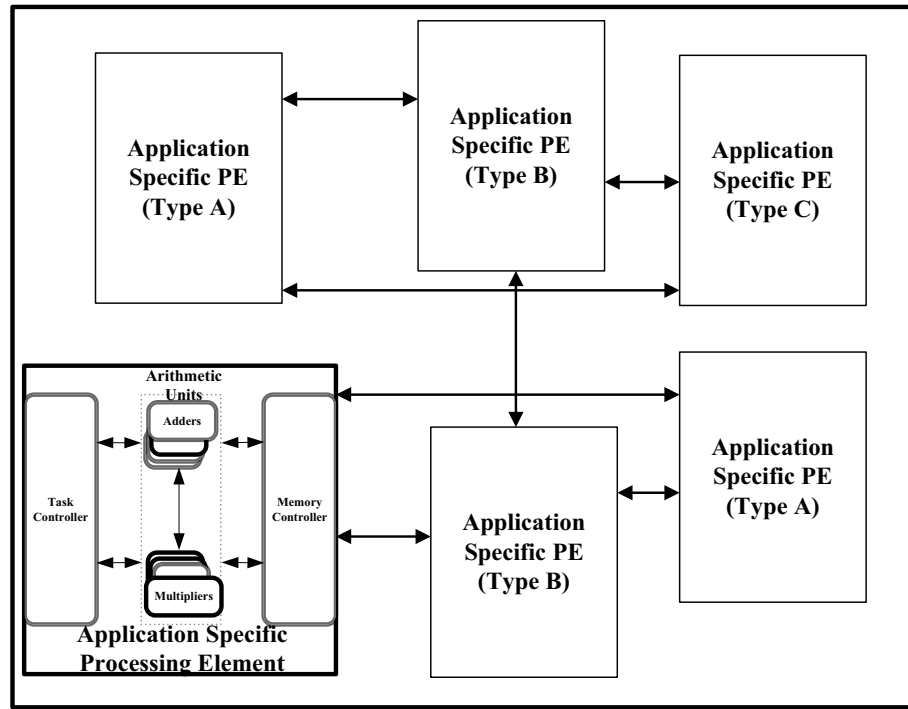 Application
Specific PE
(Type A)
Application
Specific PE
(Type B)
Application
Specific PE
(Type C)
Arithmetic
Units
Adders
Task
Controller
Memory
Controller
Multipliers
Application Specific
Processing Element
Application
Specific PE
(Type B)
Application
Specific PE
(Type A)